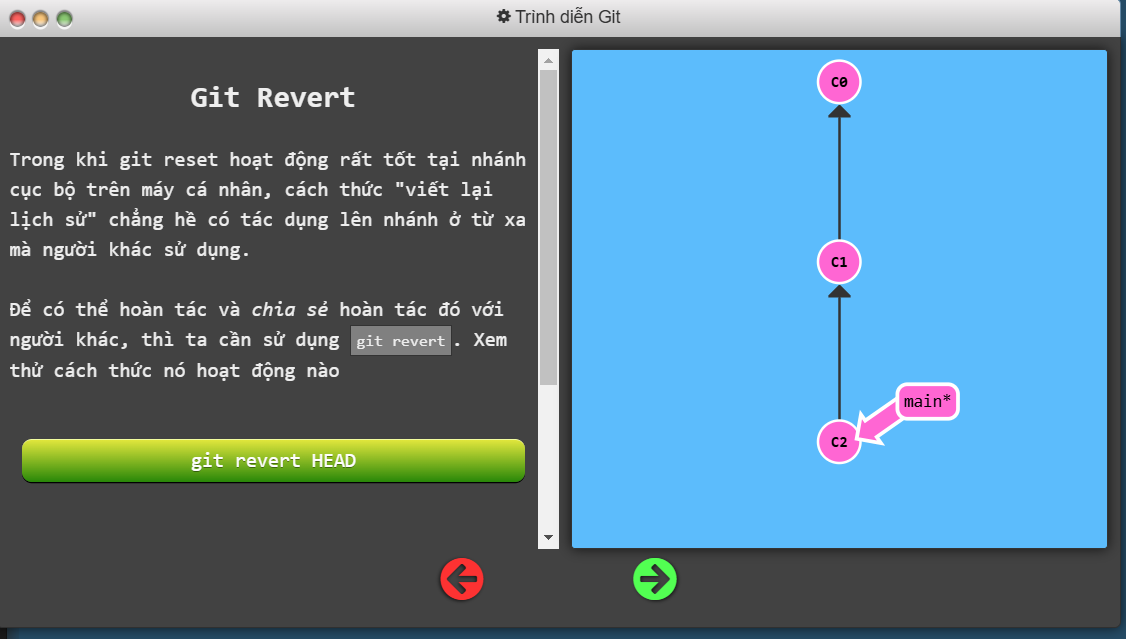 Trình diễn Git
Git Revert
Trong khi git reset hoạt động rất tốt tại nhánh
cục bộ trên máy cá nhân, cách thức "viết lại
lịch sử" chẳng hề có tác dụng lên nhánh ở từ xa
mà người khác sử dụng.
Để có thể hoàn tác và chia sẻ hoàn tác đó với
người khác, thì ta cần sử dụng git revert. Xem
thử cách thức nó hoạt động nào
git revert HEAD
C0
C1
main*
C2